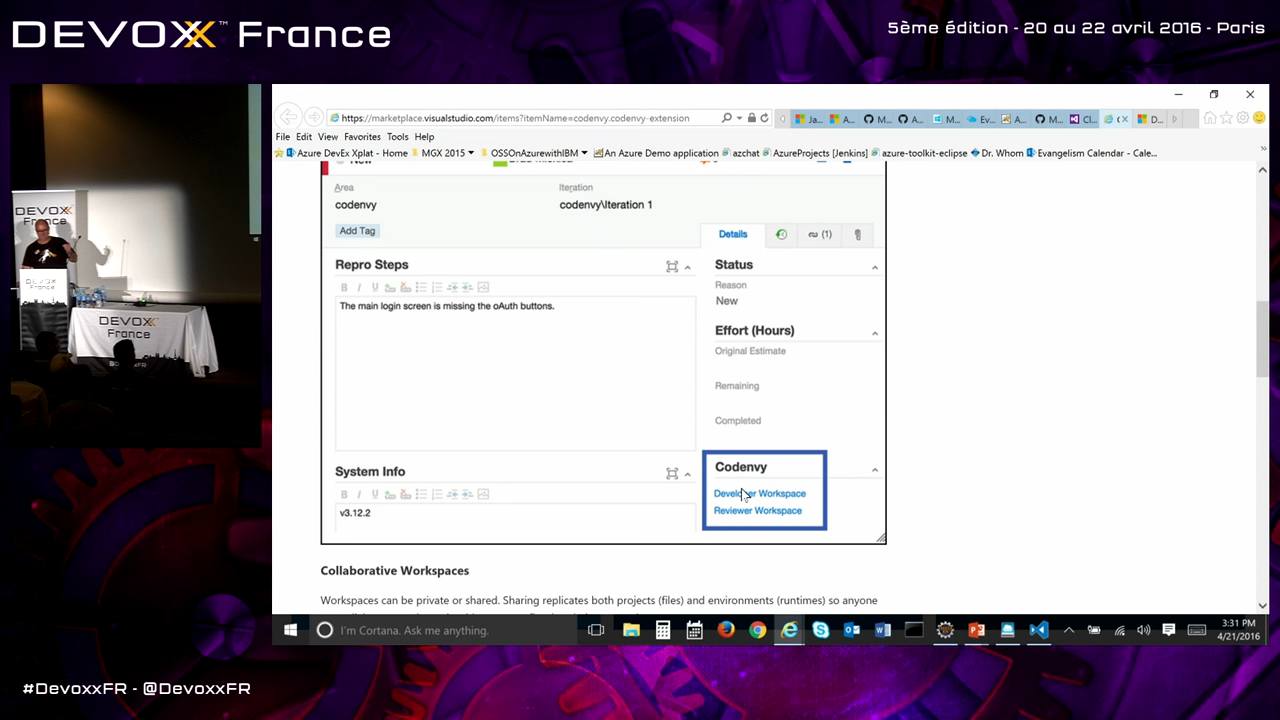 DEVOXX™ France
5ème édition - 20 au 22 avril 2016 - Paris
https://marketplace.visualstudio.com/items?itemName=codenvy.codenvy-extension
File Edit View Favorites Tools Help
Azure DevEx Xplat - Home MGX 2015 OSSOnAzurewithIBM An Azure Demo application azchat AzureProjects [Jenkins] azure-toolkit-eclipse Dr. Whom Evangelism Calendar - Cale...
Area
Iteration
codenvy
codenvy\Iteration 1
Add Tag
Details
(1)
Repro Steps
Status
Reason
New
The main login screen is missing the oAuth buttons.
Effort (Hours)
Original Estimate
Remaining
Completed
System Info
Codenvy
Developer Workspace
Reviewer Workspace
v3.12.2
Collaborative Workspaces
Workspaces can be private or shared. Sharing replicates both projects (files) and environments (runtimes) so anyone
I'm Cortana. Ask me anything.
3:31 PM
4/21/2016
DEVOXX
France
DEVOXX
France
@DevoxxFR
#DevoxxFR - @DevoxxFR